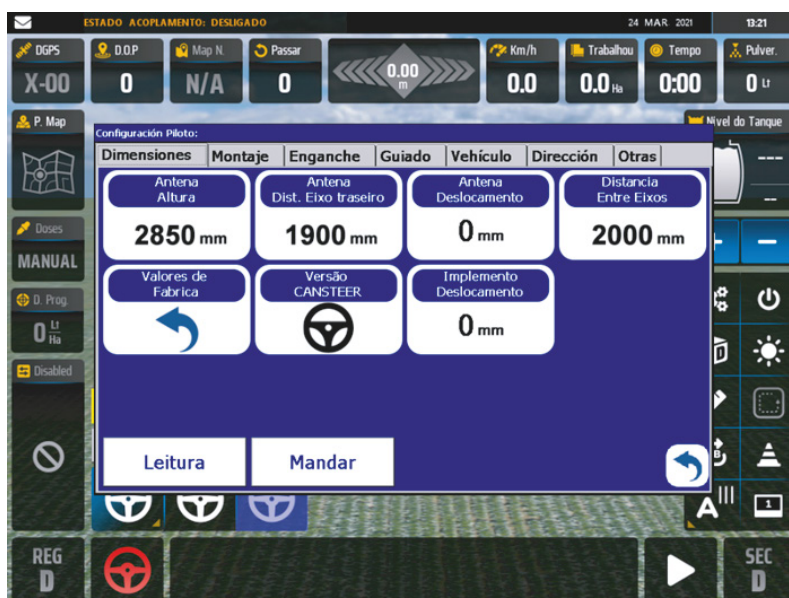 ESTADO ACOPLAMENTO: DESLIGADO
24 MAR 2021
13:21
DGPS
X-00
D.O.P
0
Map N.
N/A
Passar
0
0.00
m
Km/h
0.0
Trabalhou
0.0 Ha
Tempo
0:00
Pulver.
0 Lt
P. Map
Nivel do Tanque
---
--
Configuración Piloto:
Dimensiones Montaje Enganche Guiado Vehículo Dirección Otras
Antena
Altura
2850 mm
Antena
Dist. Eixo traseiro
1900 mm
Antena
Deslocamento
0 mm
Distancia
Entre Eixos
2000 mm
Valores de
Fabrica
Versão
CANSTEER
Implemento
Deslocamento
0 mm
Leitura
Mandar
Doses
MANUAL
D. Prog.
0 Lt
Ha
Disabled
B
A
1
REG
D
SEC
D